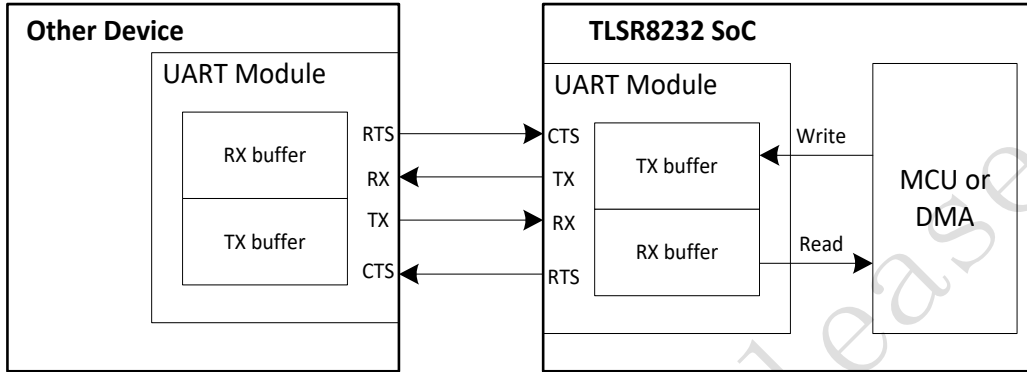 Other Device
UART Module
RX buffer
TX buffer
RTS
RX
TX
CTS
TLSR8232 SoC
UART Module
CTS
TX
RX
RTS
TX buffer
RX buffer
Write
Read
MCU or
DMA
lease